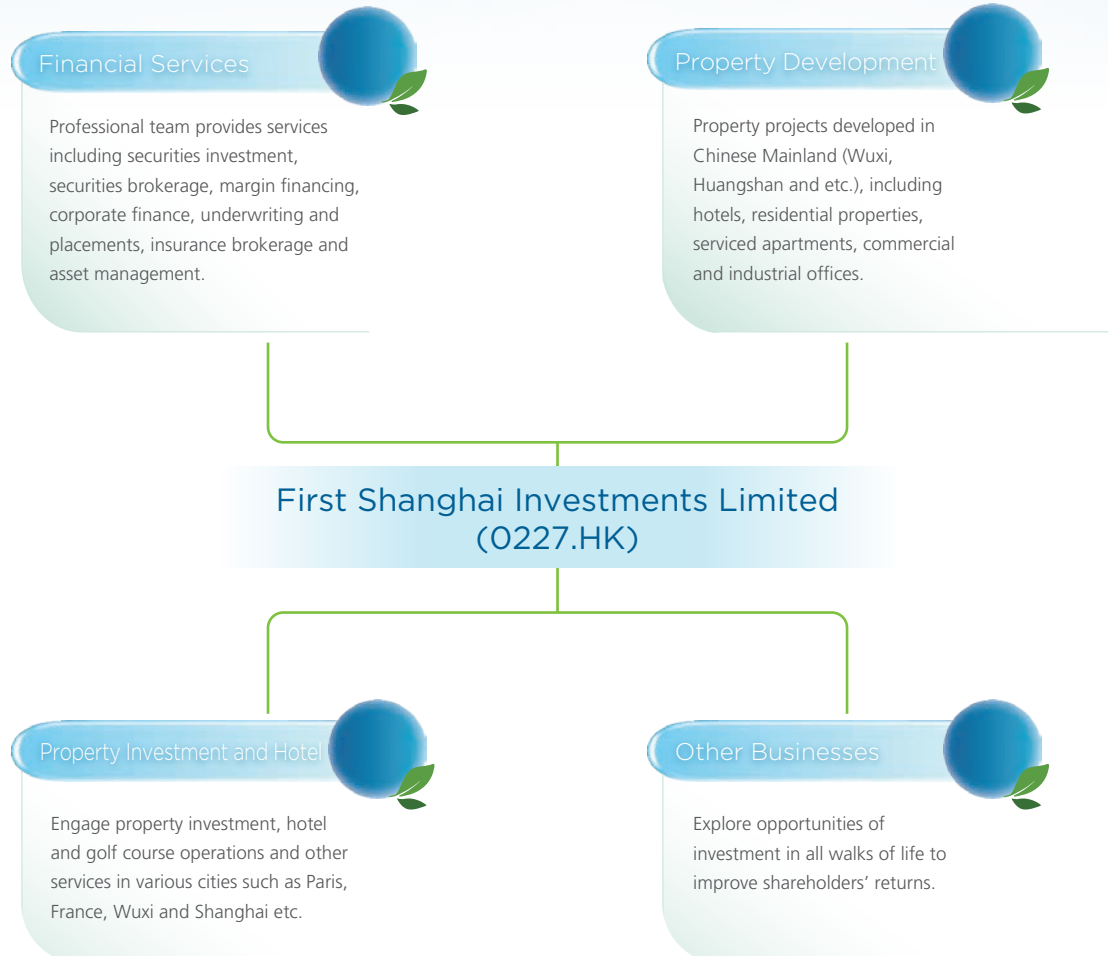 Financial Services
Professional team provides services
including securities investment,
securities brokerage, margin financing,
corporate finance, underwriting and
placements, insurance brokerage and
asset management.
Property Development
Property projects developed in
Chinese Mainland (Wuxi,
Huangshan and etc.), including
hotels, residential properties,
serviced apartments, commercial
and industrial offices.
First Shanghai Investments Limited
(0227.HK)
Property Investment and Hotel
Engage property investment, hotel
and golf course operations and other
services in various cities such as Paris,
France, Wuxi and Shanghai etc.
Other Businesses
Explore opportunities of
investment in all walks of life to
improve shareholders’ returns.